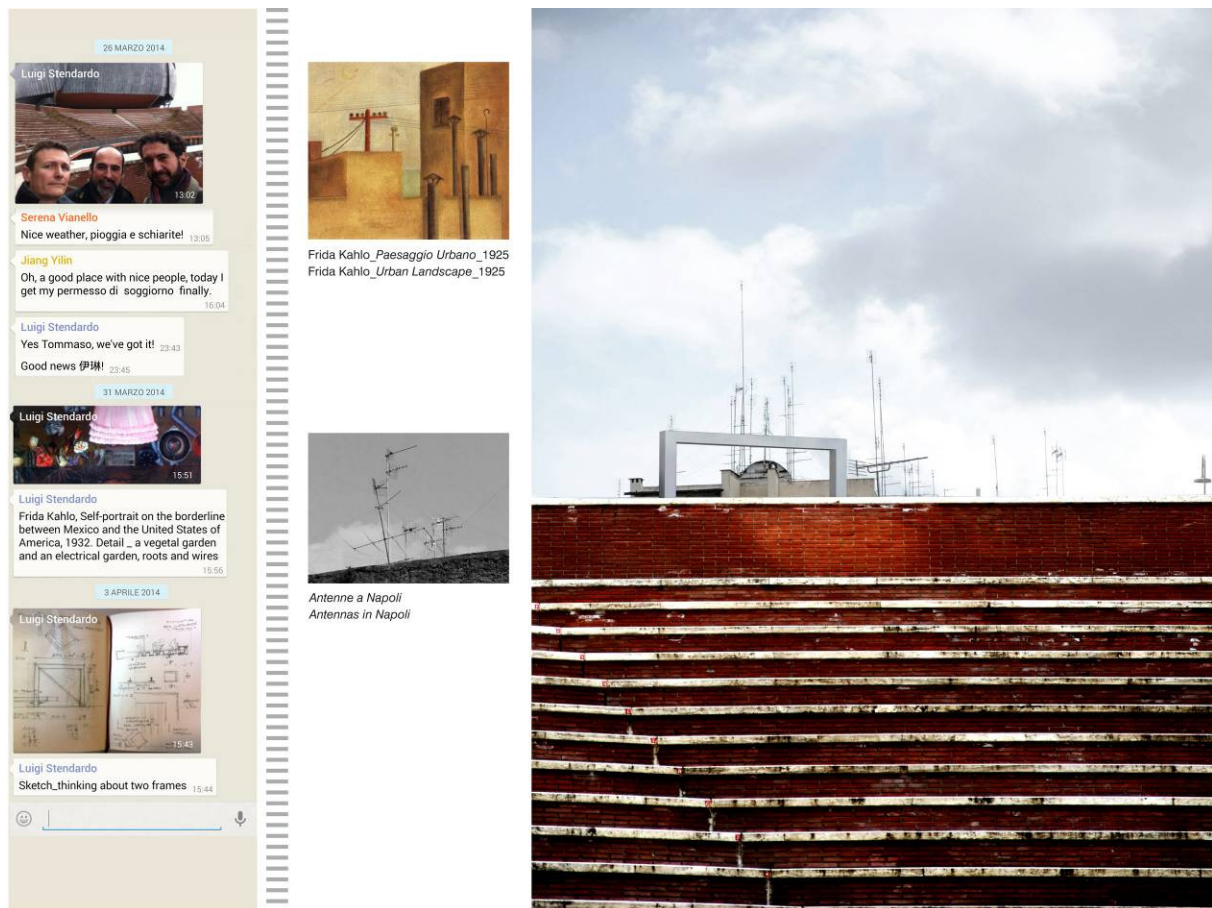 26 MARZO 2014
Luigi Stendardo
13:02
Serena Vianello
Nice weather, pioggia e schiarite! 13:05
Jiang Yilin
Oh, a good place with nice people, today I
get my permesso di soggiorno finally.
16:04
Luigi Stendardo
Yes Tommaso, we've got it! 23:43
Good news 伊琳! 23:45
31 MARZO 2014
Luigi Stendardo
15:51
Luigi Stendardo
Frida Kahlo, Self-portrait on the borderline
between Mexico and the United States of
America, 1932. Detail _ a vegetal garden
and an electrical garden, roots and wires
15:56
3 APRILE 2014
Luigi Stendardo
15:43
Luigi Stendardo
Sketch_thinking about two frames 15:44
Frida Kahlo_Paesaggio Urbano_1925
Frida Kahlo_Urban Landscape_1925
Antenne a Napoli
Antennas in Napoli